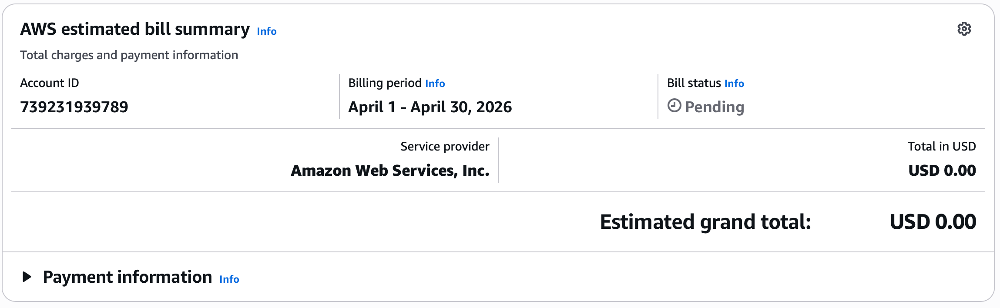 AWS estimated bill summary Info
Total charges and payment information
Account ID
739231939789
Billing period Info
April 1 - April 30, 2026
Bill status Info
Pending
Service provider
Amazon Web Services, Inc.
Total in USD
USD 0.00
Estimated grand total: USD 0.00
Payment information Info